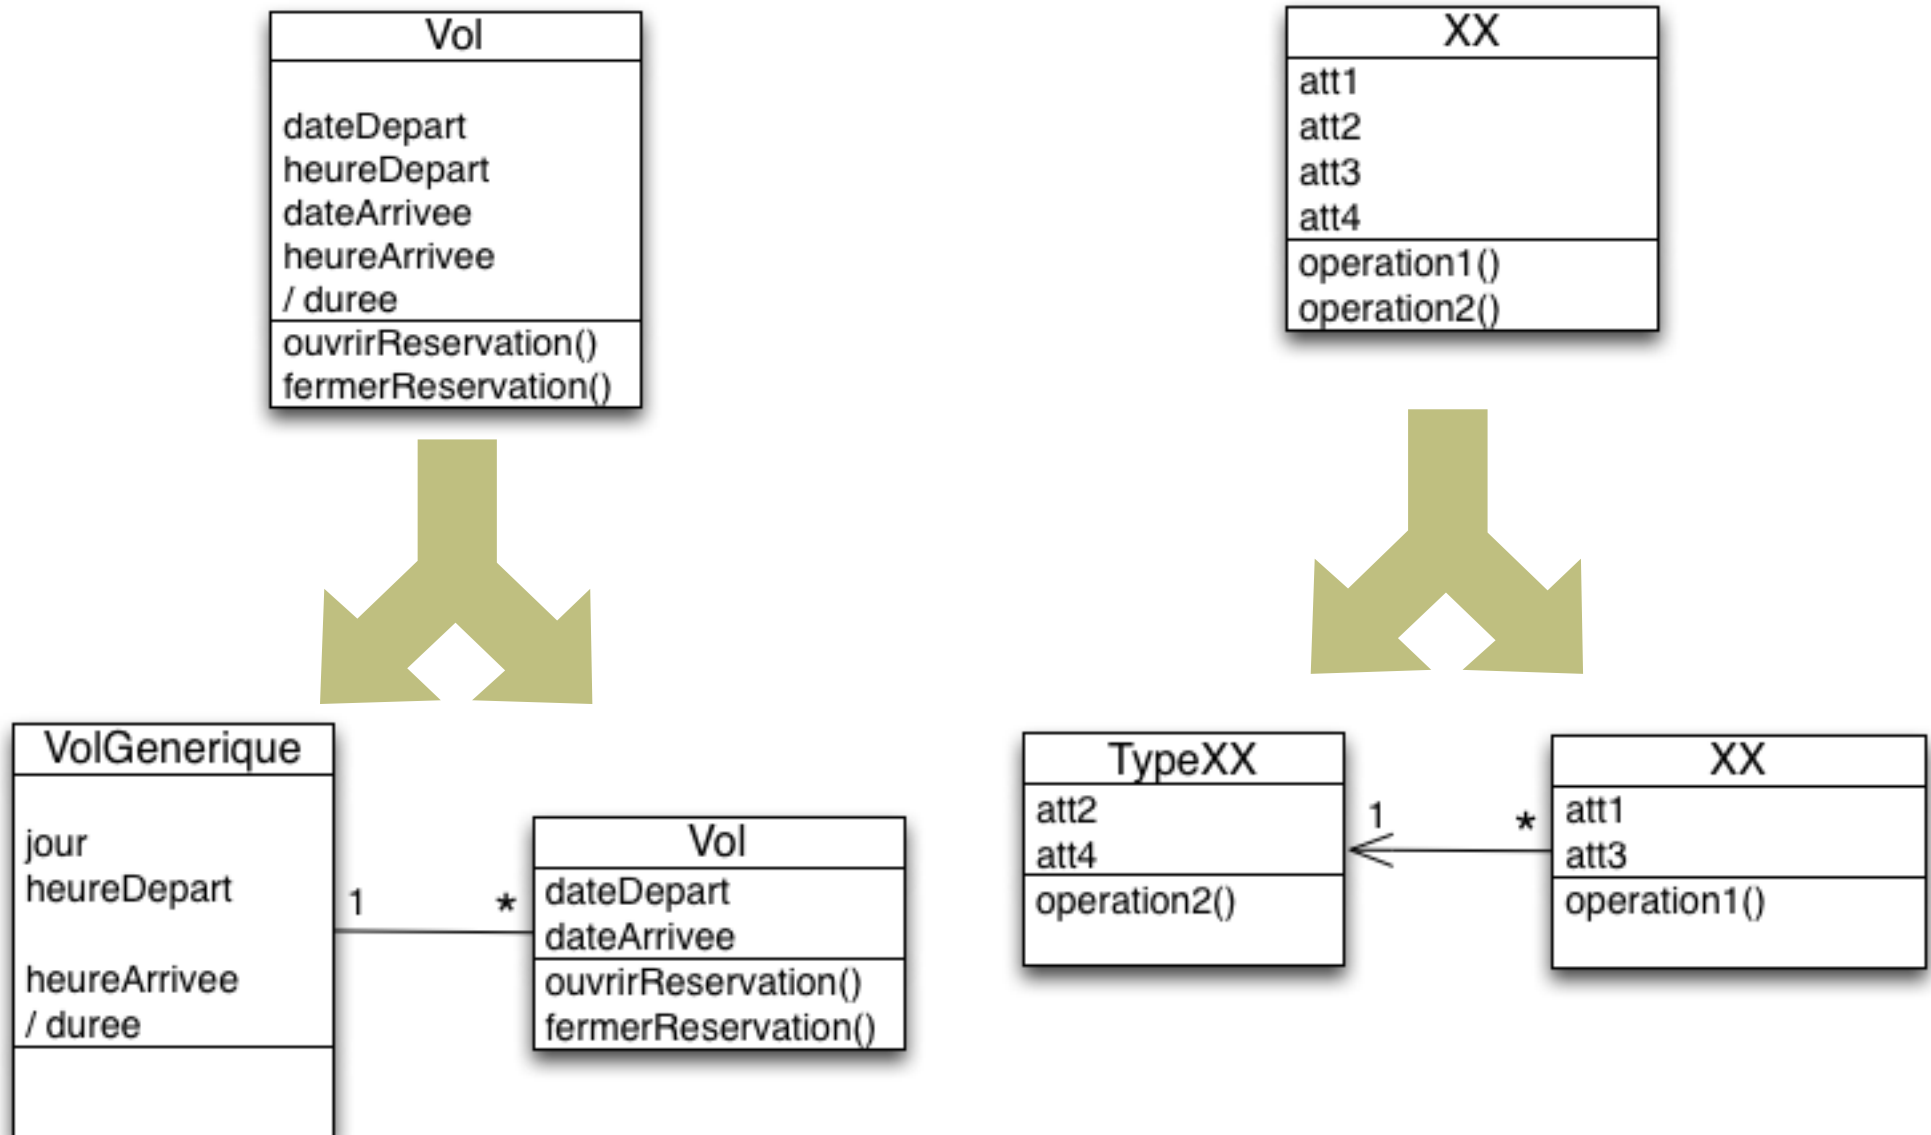 Vol
dateDepart
heureDepart
dateArrivee
heureArrivee
/ duree
ouvrirReservation()
fermerReservation()
XX
att1
att2
att3
att4
operation1()
operation2()
VolGenerique
jour
heureDepart
heureArrivee
/ duree
1
*
Vol
dateDepart
dateArrivee
ouvrirReservation()
fermerReservation()
TypeXX
att2
att4
operation2()
1
*
XX
att1
att3
operation1()